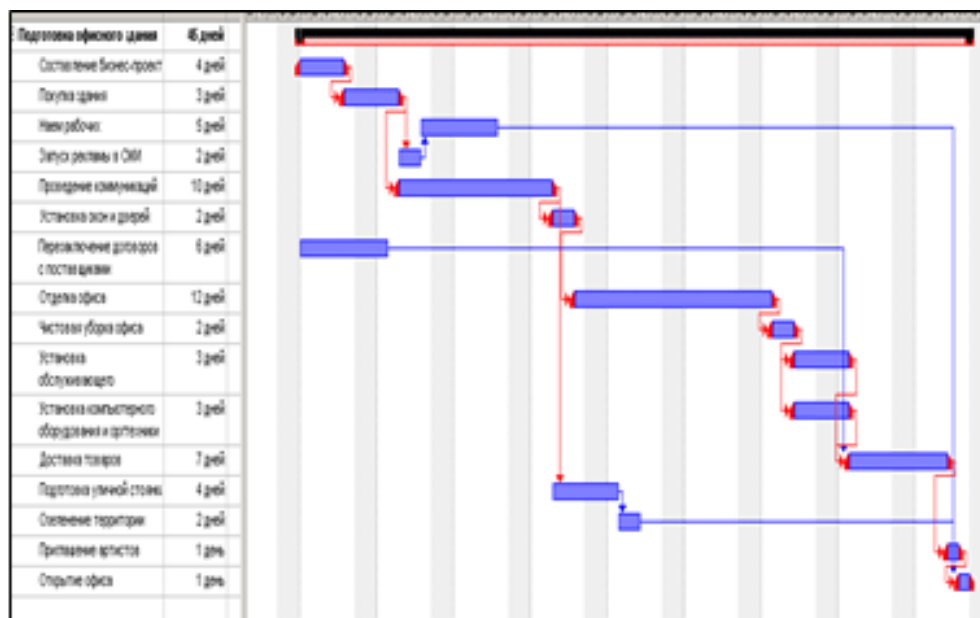 Подготовка офисного здания 45 дней
Составление бизнес-проект 4 дней
Покупка здания 3 дней
Наем рабочих 5 дней
Запуск рекламы в СМИ 2 дней
Проведение коммуникаций 10 дней
Установка окон и дверей 2 дней
Перезаключение договоров 6 дней
с поставщиками
Отделка офиса 12 дней
Чистовая уборка офиса 2 дней
Установка 3 дней
обслуживающего
Установка компьютерного 3 дней
оборудования и оргтехники
Доставка товаров 7 дней
Подготовка уличной стоянки 4 дней
Озеленение территории 2 дней
Приглашение артистов 1 день
Открытие офиса 1 день